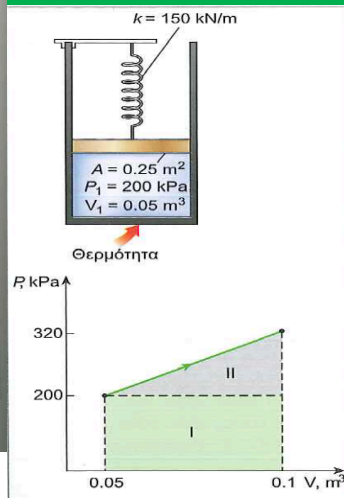 k = 150 kN/m
A = 0.25 m²
P₁ = 200 kPa
V₁ = 0.05 m³
Θερμότητα
P, kPa
320
II
200
I
0.05
0.1 V, m³